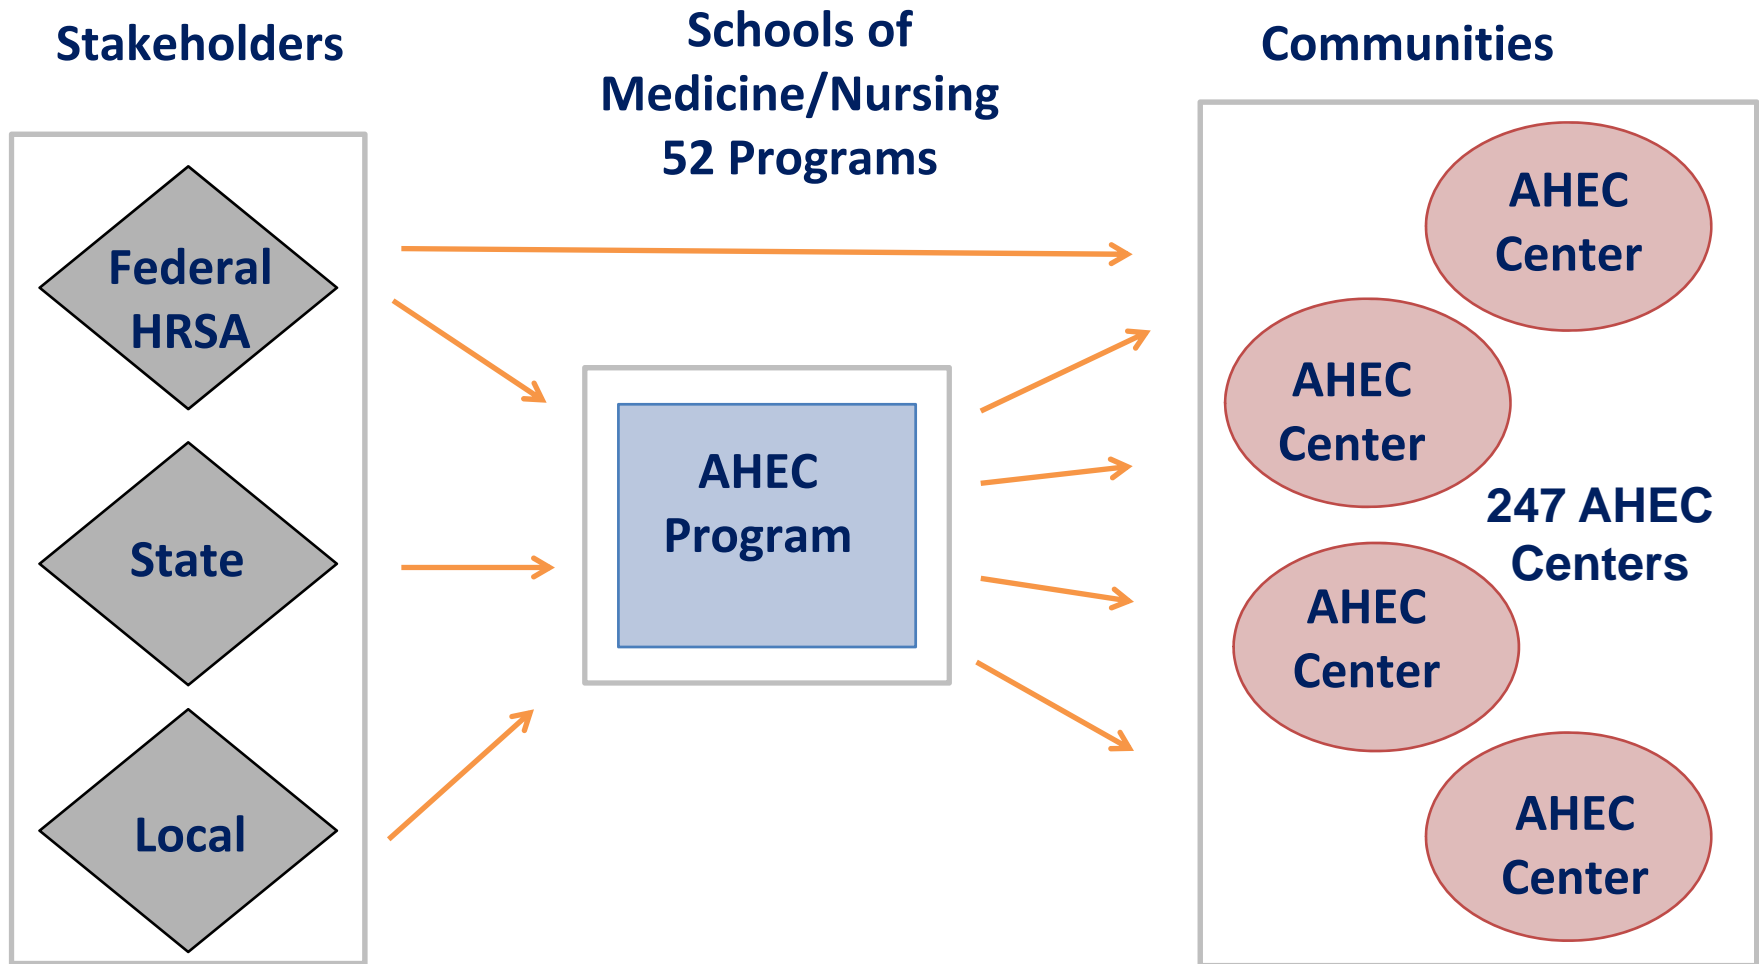 Stakeholders
Schools of
Medicine/Nursing
52 Programs
Communities
Federal
HRSA
State
Local
AHEC
Program
AHEC
Center
AHEC
Center
247 AHEC
Centers
AHEC
Center
AHEC
Center